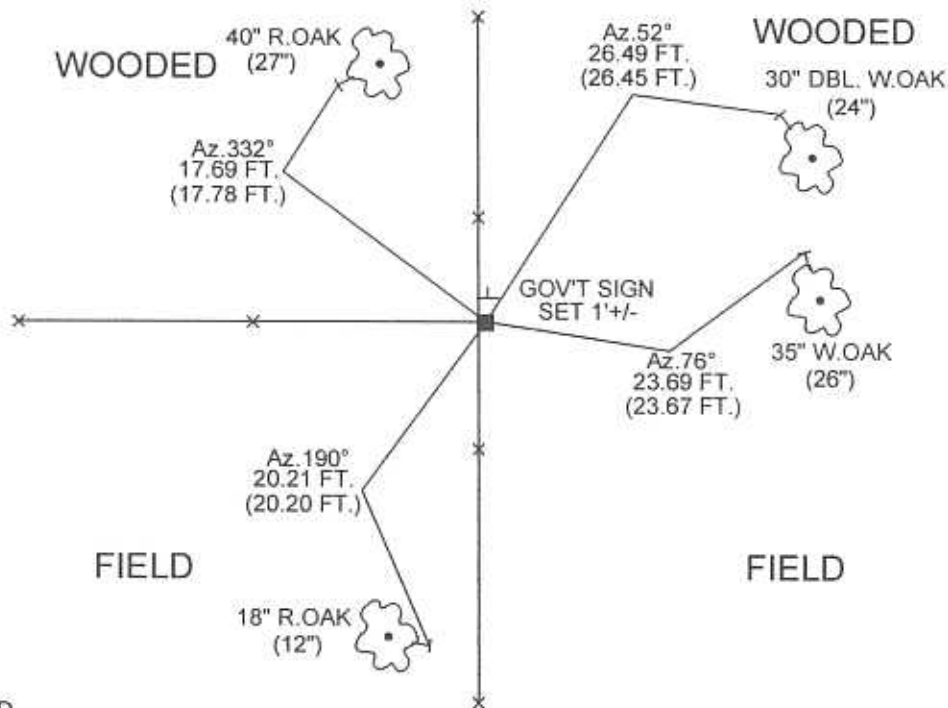 WOODED
40" R.OAK
(27")
Az.332°
17.69 FT.
(17.78 FT.)
Az.52°
26.49 FT.
(26.45 FT.)
WOODED
30" DBL. W.OAK
(24")
GOV'T SIGN
SET 1'+/-
35" W.OAK
(26")
Az.76°
23.69 FT.
(23.67 FT.)
Az.190°
20.21 FT.
(20.20 FT.)
FIELD
18" R.OAK
(12")
FIELD